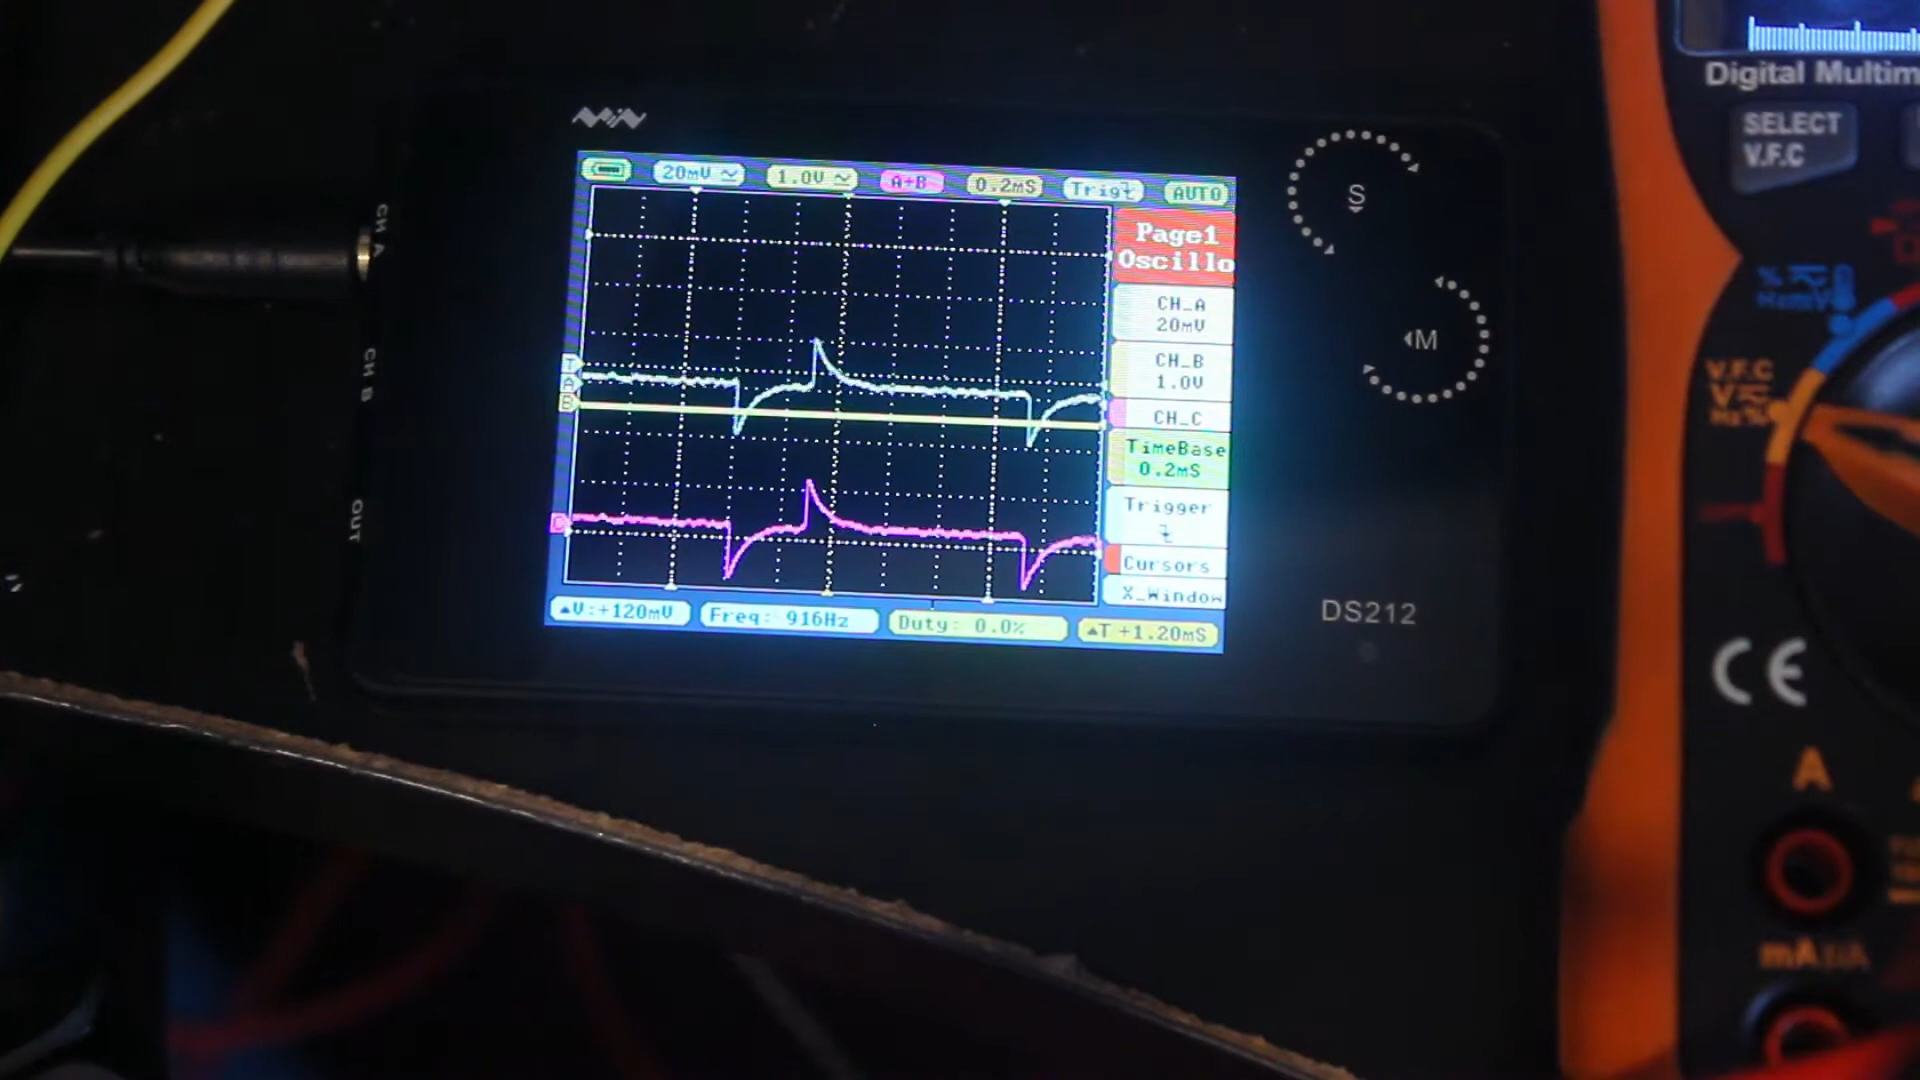 Digital Multim
SELECT
V.F.C
20mV 1.0V A+B 0.2mS Trig AUTO
Page1
Oscillo
CH_A
20mV
CH_B
1.0V
CH_C
TimeBase
0.2mS
Trigger
Cursors
X_Window
T
A
B
▲V:+120mV Freq: 916Hz Duty: 0.0% ▲T +1.20mS
CH A
CH B
OUT
S
M
DS212
V.F.C
V
Hz%
CE
A
mA